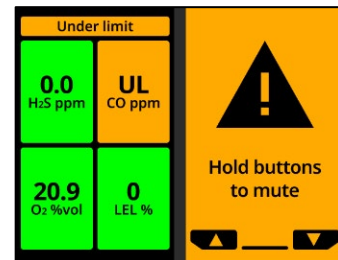 Under limit
0.0
H2S ppm
UL
CO ppm
20.9
O2 %vol
0
LEL %
!
Hold buttons
to mute